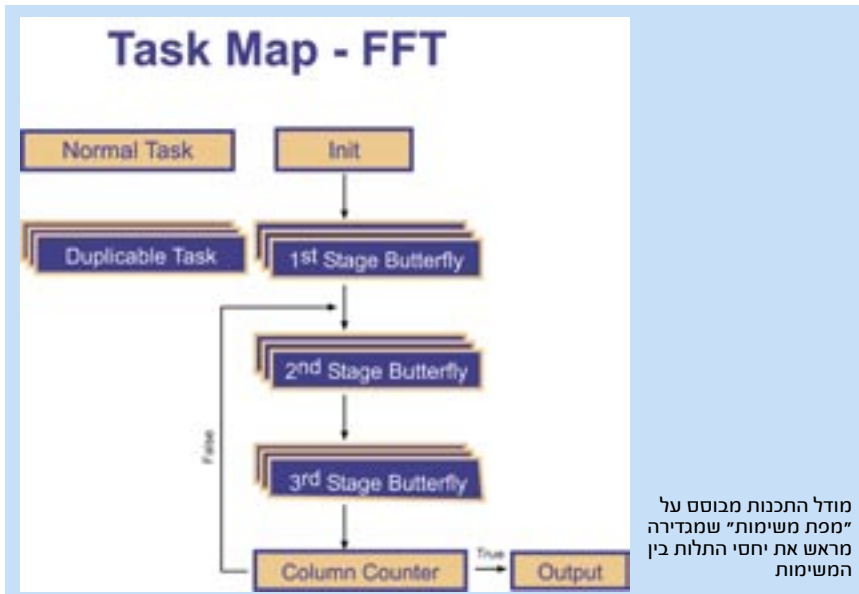 Task Map - FFT
Normal Task
Init
Duplicable Task
1st Stage Butterfly
2nd Stage Butterfly
3rd Stage Butterfly
False
Column Counter
True
Output
מודל התכנות מבוסס על
"מפת משימות" שמגדירה
מראש את יחסי התלות בין
המשימות